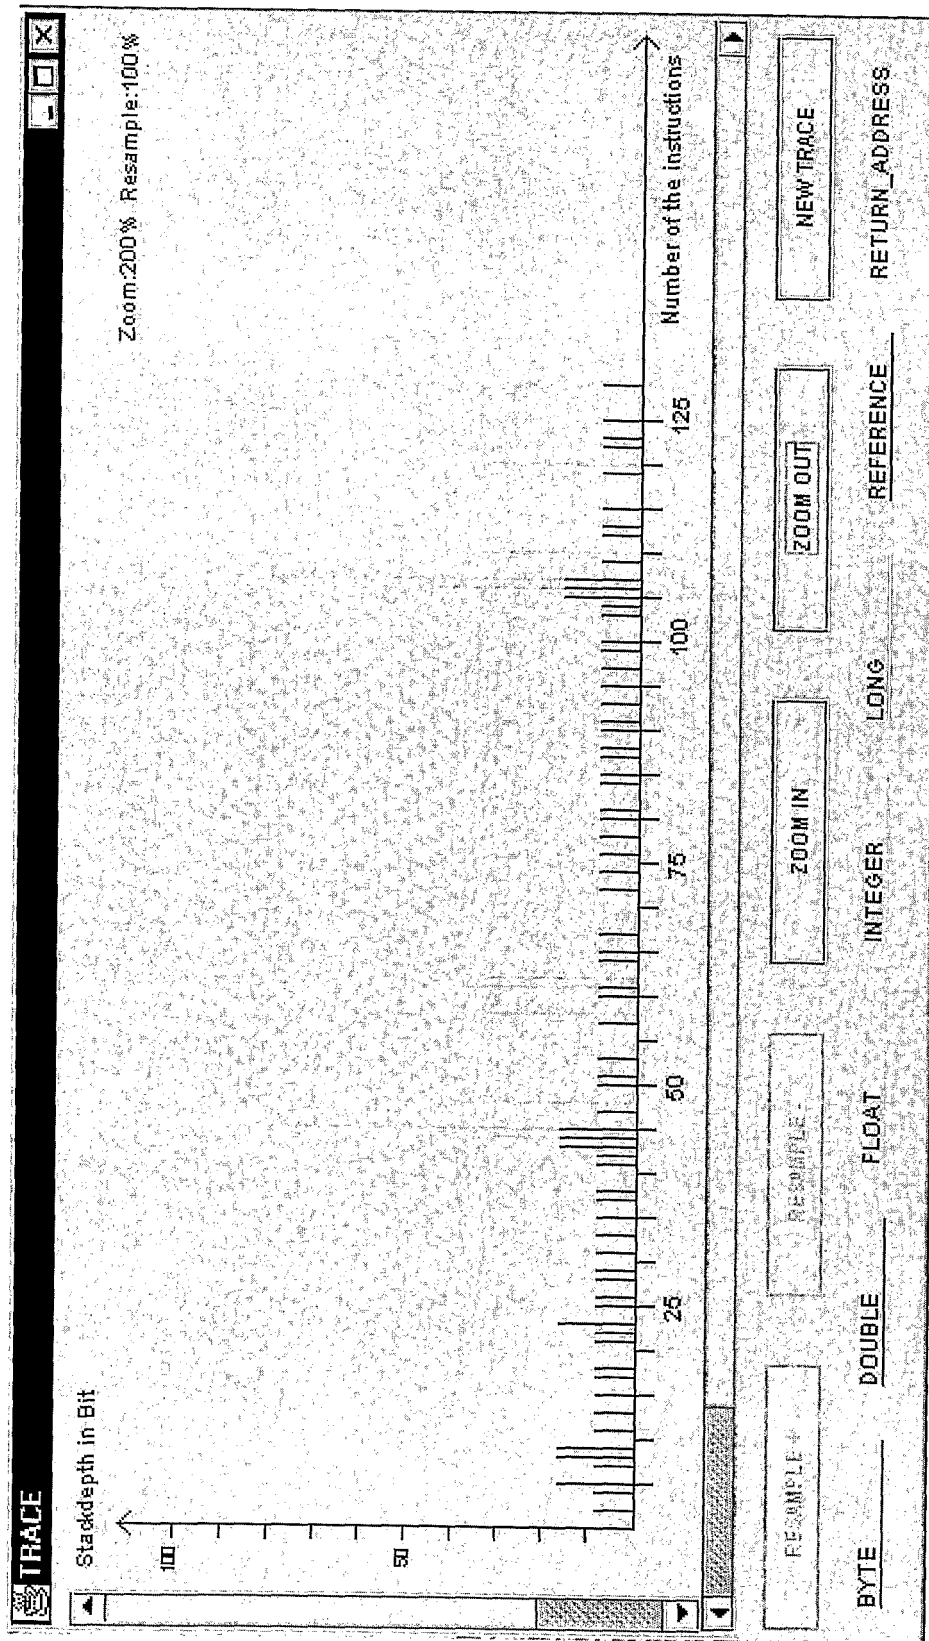 TRACE
Stackdepth in Bit
Zoom:200% Resample:100%
100
50
25
50
75
100
125
Number of the instructions
RESAMPLE +
RESAMPLE -
ZOOM IN
ZOOM OUT
NEW TRACE
BYTE
DOUBLE
FLOAT
INTEGER
LONG
REFERENCE
RETURN_ADDRESS